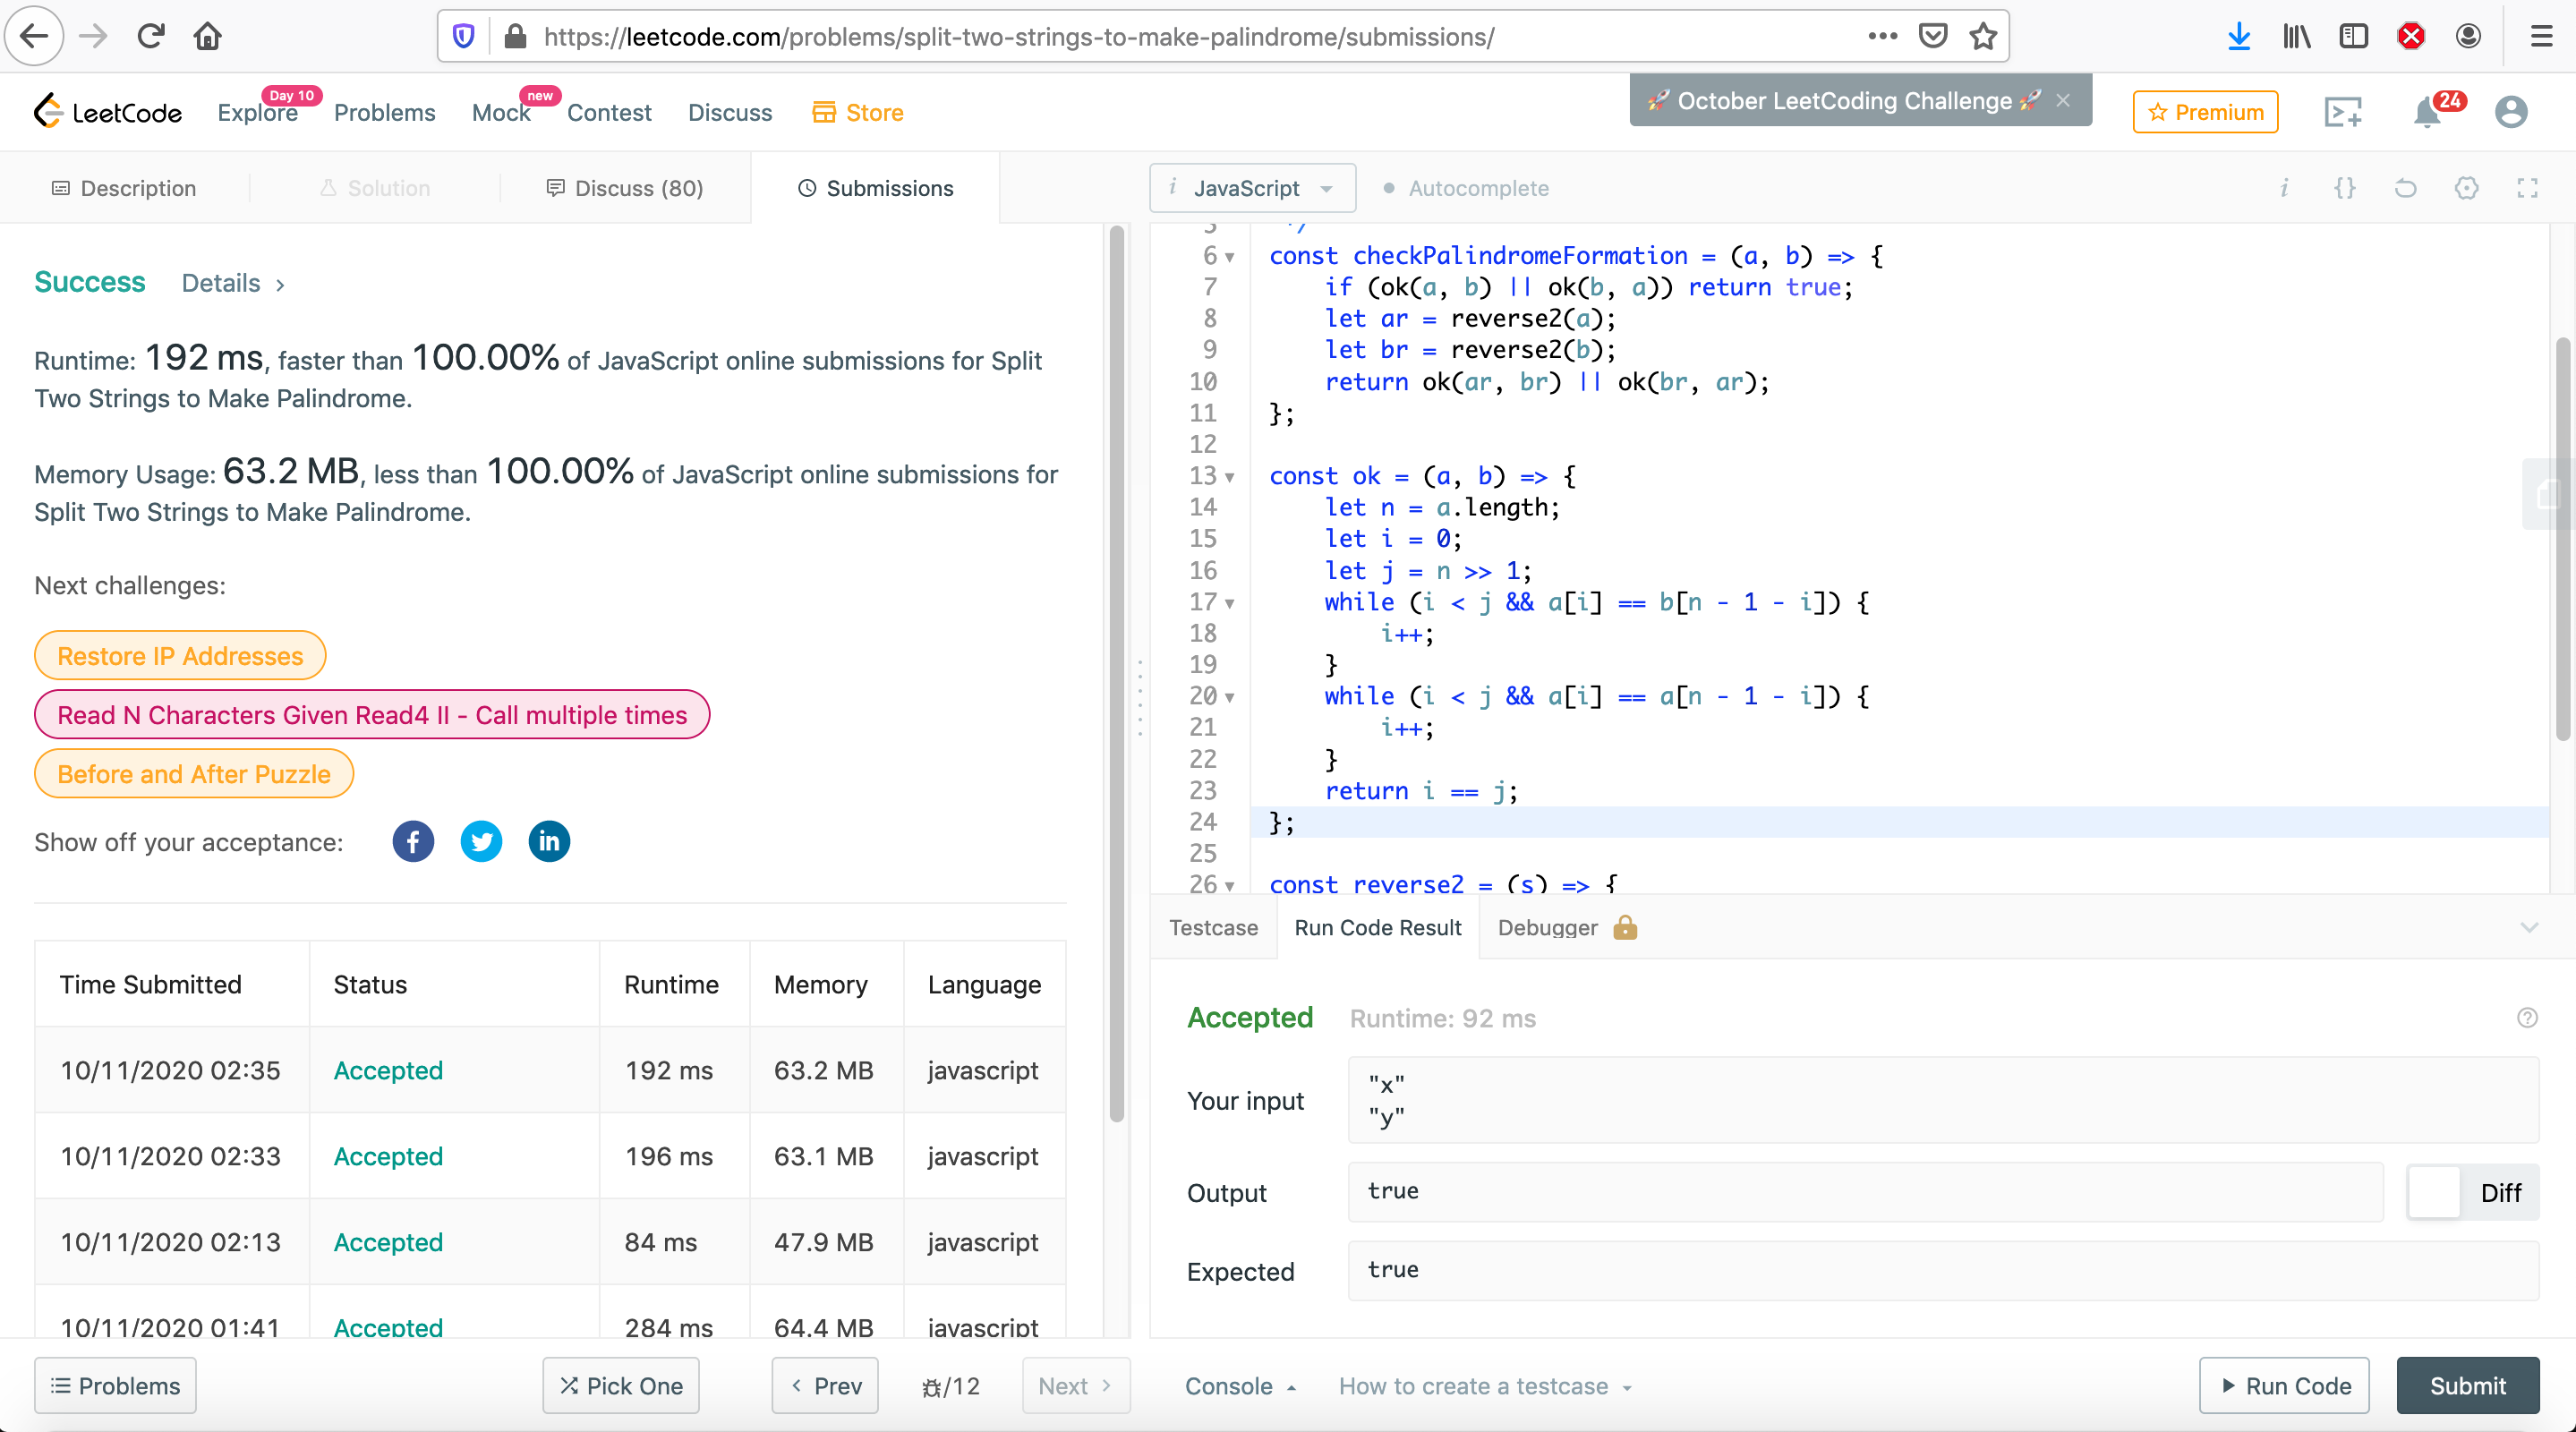 https://leetcode.com/problems/split-two-strings-to-make-palindrome/submissions/
LeetCode
Explore
Day 10
Problems
Mock
new
Contest
Discuss
Store
🚀 October LeetCoding Challenge 🚀
Premium
24
Description
Solution
Discuss (80)
Submissions
Success Details
Runtime: 192 ms, faster than 100.00% of JavaScript online submissions for Split
Two Strings to Make Palindrome.
Memory Usage: 63.2 MB, less than 100.00% of JavaScript online submissions for
Split Two Strings to Make Palindrome.
Next challenges:
Restore IP Addresses
Read N Characters Given Read4 II - Call multiple times
Before and After Puzzle
Show off your acceptance:
Time Submitted Status Runtime Memory Language
10/11/2020 02:35 Accepted 192 ms 63.2 MB javascript
10/11/2020 02:33 Accepted 196 ms 63.1 MB javascript
10/11/2020 02:13 Accepted 84 ms 47.9 MB javascript
10/11/2020 01:41 Accepted 284 ms 64.4 MB javascript
Problems
Pick One
Prev
/12
Next
i JavaScript
Autocomplete
i {}
5 */
6 const checkPalindromeFormation = (a, b) => {
7 if (ok(a, b) || ok(b, a)) return true;
8 let ar = reverse2(a);
9 let br = reverse2(b);
10 return ok(ar, br) || ok(br, ar);
11 };
12
13 const ok = (a, b) => {
14 let n = a.length;
15 let i = 0;
16 let j = n >> 1;
17 while (i < j && a[i] == b[n - 1 - i]) {
18 i++;
19 }
20 while (i < j && a[i] == a[n - 1 - i]) {
21 i++;
22 }
23 return i == j;
24 };
25
26 const reverse2 = (s) => {
Testcase
Run Code Result
Debugger
Accepted Runtime: 92 ms
Your input
"x"
"y"
Output
true
Diff
Expected
true
Console
How to create a testcase
Run Code
Submit